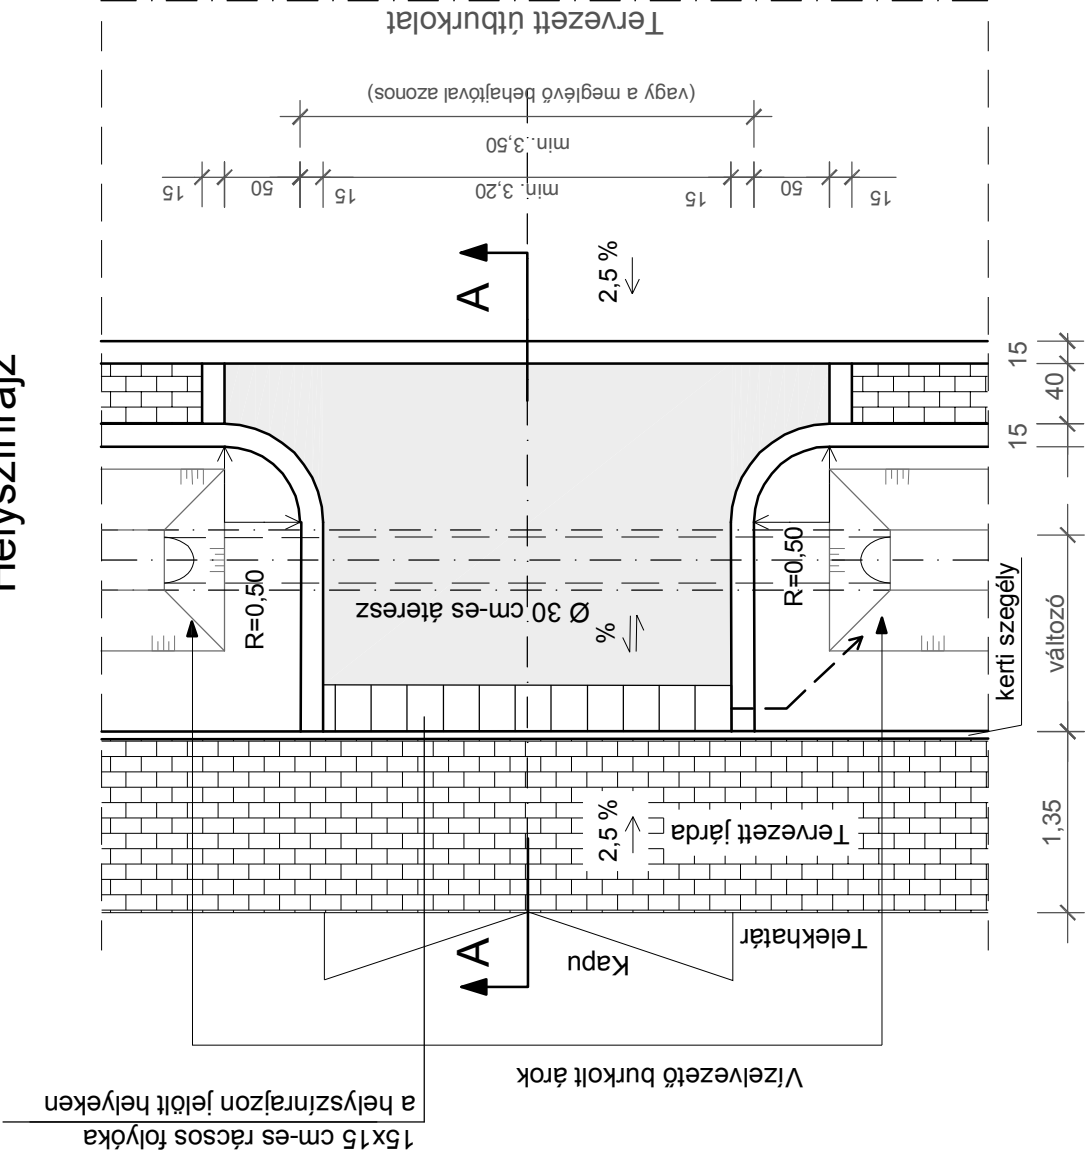 Helyszínrajz
Tervezett útburkolat
(vagy a meglévő behajtóval azonos)
min. 3,50
15
50
15
min. 3,20
15
50
15
A
2,5 %
15
40
15
R=0,50
R=0,50
Ø 30 cm-es áteresz
%
kerti szegély
változó
2,5 %
Tervezett járda
1,35
Telekhatár
Kapu
A
Vízelvezető burkolt árok
15x15 cm-es rácsos folyóka
a helyszínrajzon jelölt helyeken